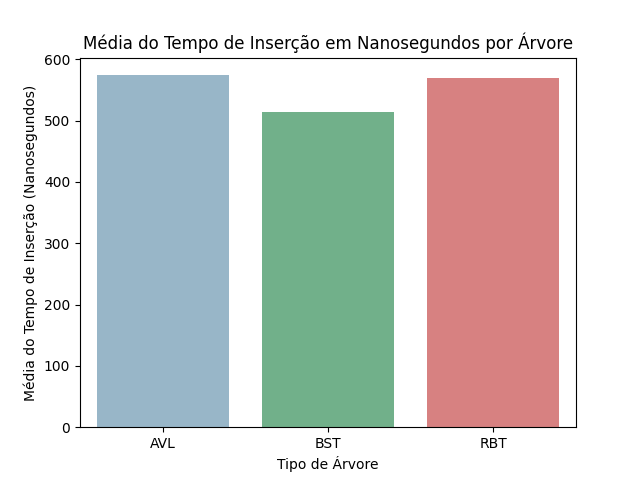 Média do Tempo de Inserção em Nanosegundos por Árvore
Média do Tempo de Inserção (Nanosegundos)
600
500
400
300
200
100
0
AVL
BST
RBT
Tipo de Árvore